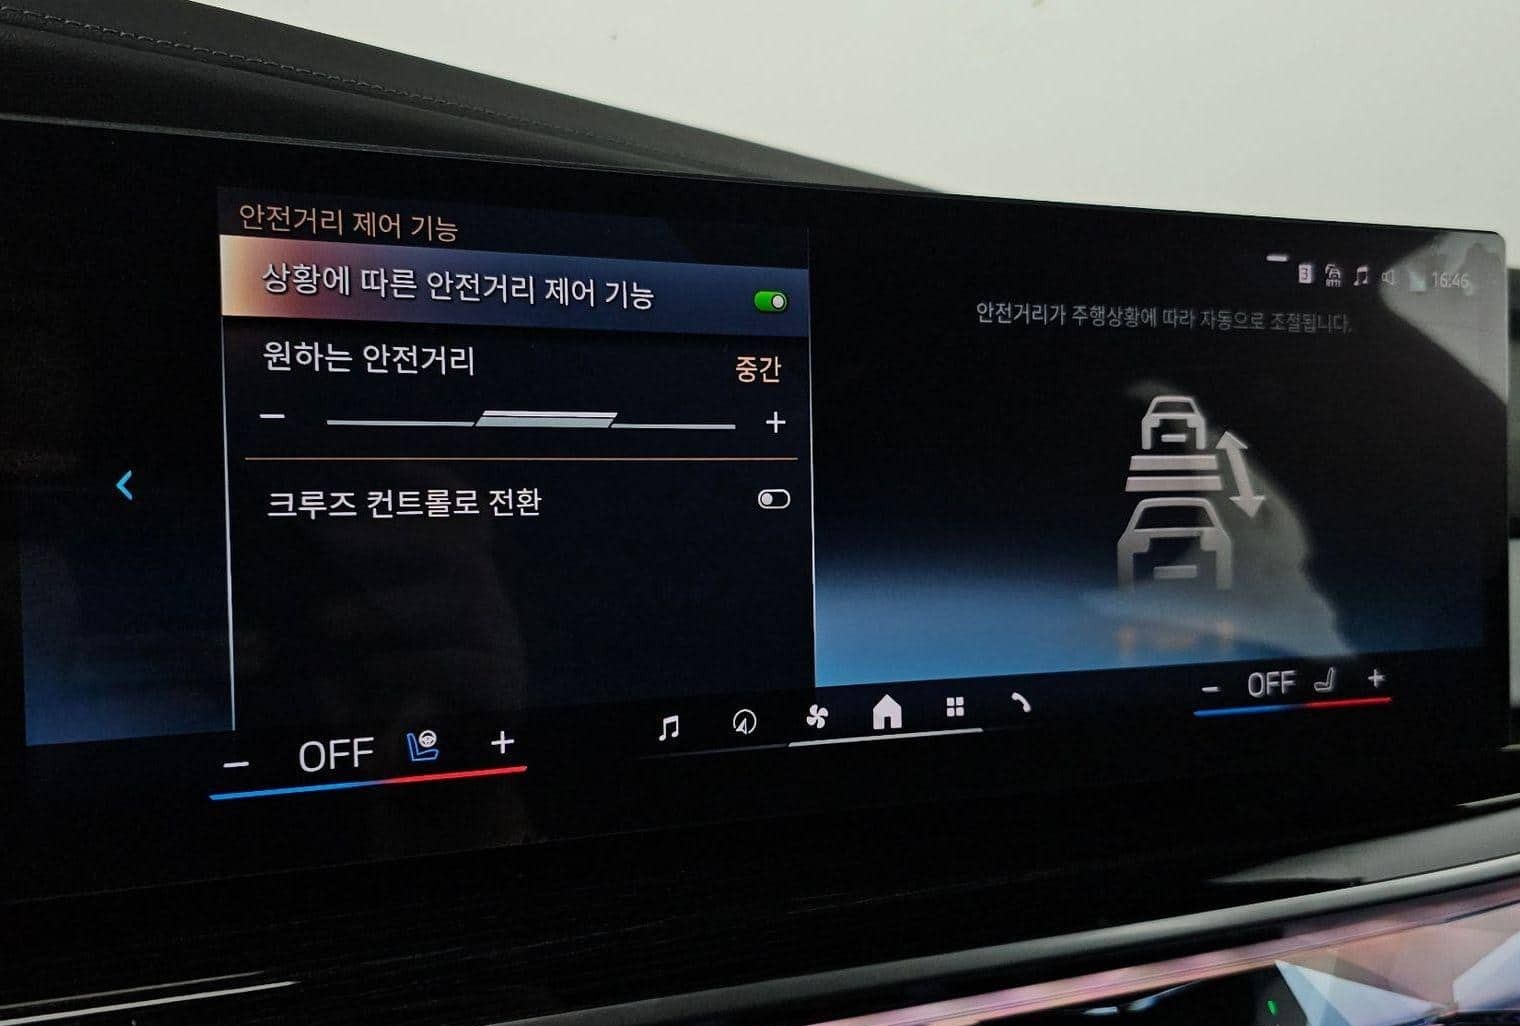 안전거리 제어 기능
상황에 따른 안전거리 제어 기능
원하는 안전거리
중간
− +
크루즈 컨트롤로 전환
3
16:46
안전거리가 주행상황에 따라 자동으로 조절됩니다.
− OFF +
− OFF +